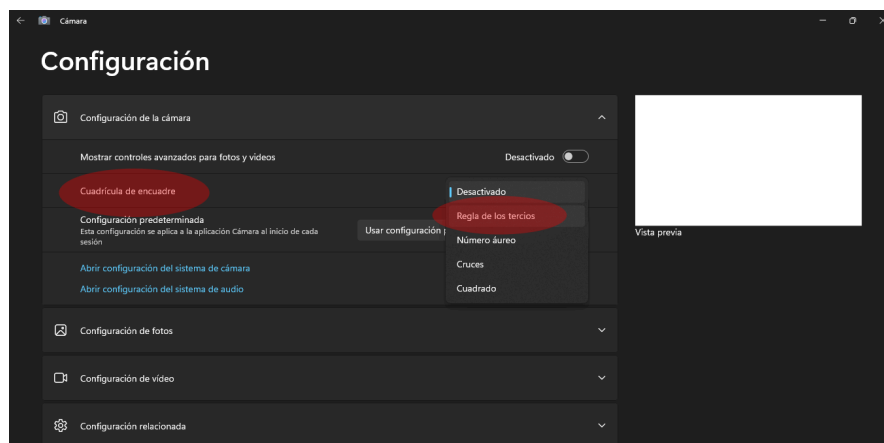 Cámara
Configuración
Configuración de la cámara
Mostrar controles avanzados para fotos y videos
Desactivado
Cuadrícula de encuadre
Desactivado
Regla de los tercios
Número áureo
Cruces
Cuadrado
Configuración predeterminada
Esta configuración se aplica a la aplicación Cámara al inicio de cada
sesión
Usar configuración
Abrir configuración del sistema de cámara
Abrir configuración del sistema de audio
Configuración de fotos
Configuración de vídeo
Configuración relacionada
Vista previa